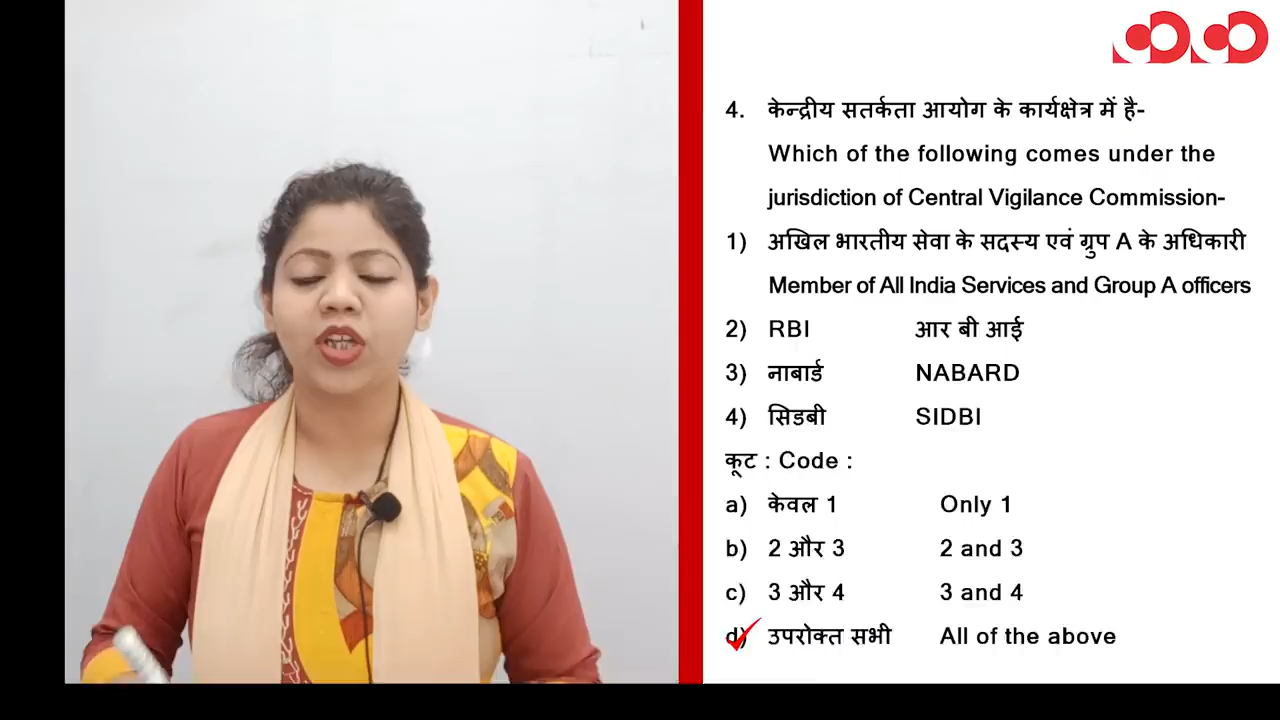 4. केन्द्रीय सतर्कता आयोग के कार्यक्षेत्र में है-
Which of the following comes under the
jurisdiction of Central Vigilance Commission-
1) अखिल भारतीय सेवा के सदस्य एवं ग्रुप A के अधिकारी
Member of All India Services and Group A officers
2) RBI आर बी आई
3) नाबार्ड NABARD
4) सिडबी SIDBI
कूट : Code :
a) केवल 1 Only 1
b) 2 और 3 2 and 3
c) 3 और 4 3 and 4
d) उपरोक्त सभी All of the above